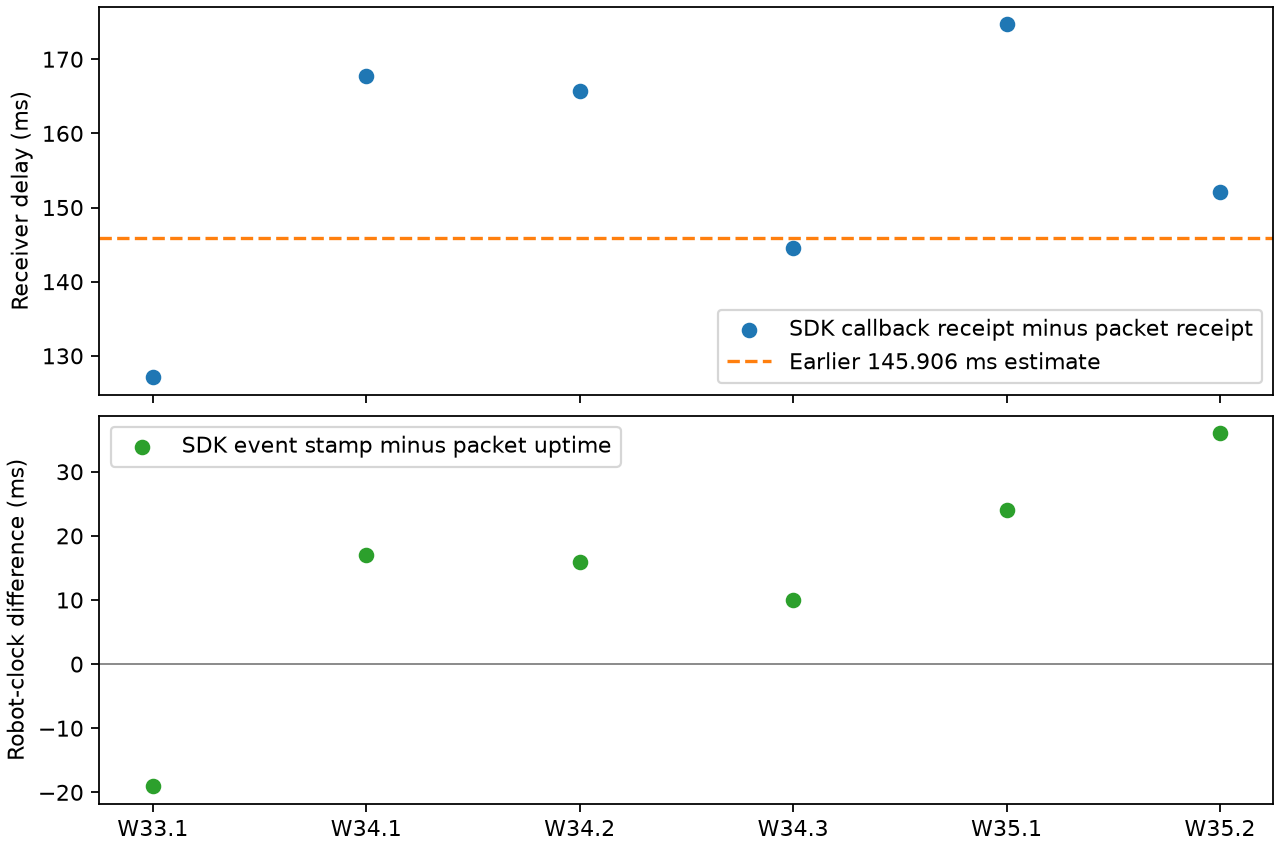 Receiver delay (ms)
170
160
150
140
130
SDK callback receipt minus packet receipt
Earlier 145.906 ms estimate
Robot-clock difference (ms)
SDK event stamp minus packet uptime
30
20
10
0
−10
−20
W33.1 W34.1 W34.2 W34.3 W35.1 W35.2